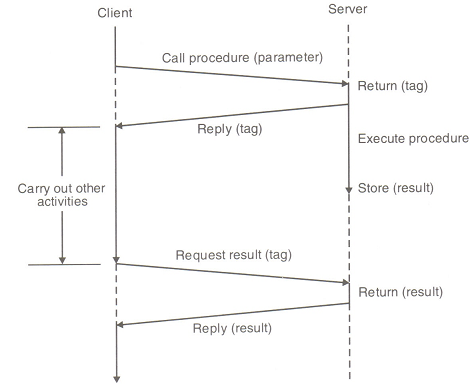 Client
Server
Call procedure (parameter)
Return (tag)
Reply (tag)
Execute procedure
Carry out other
activities
Store (result)
Request result (tag)
Return (result)
Reply (result)